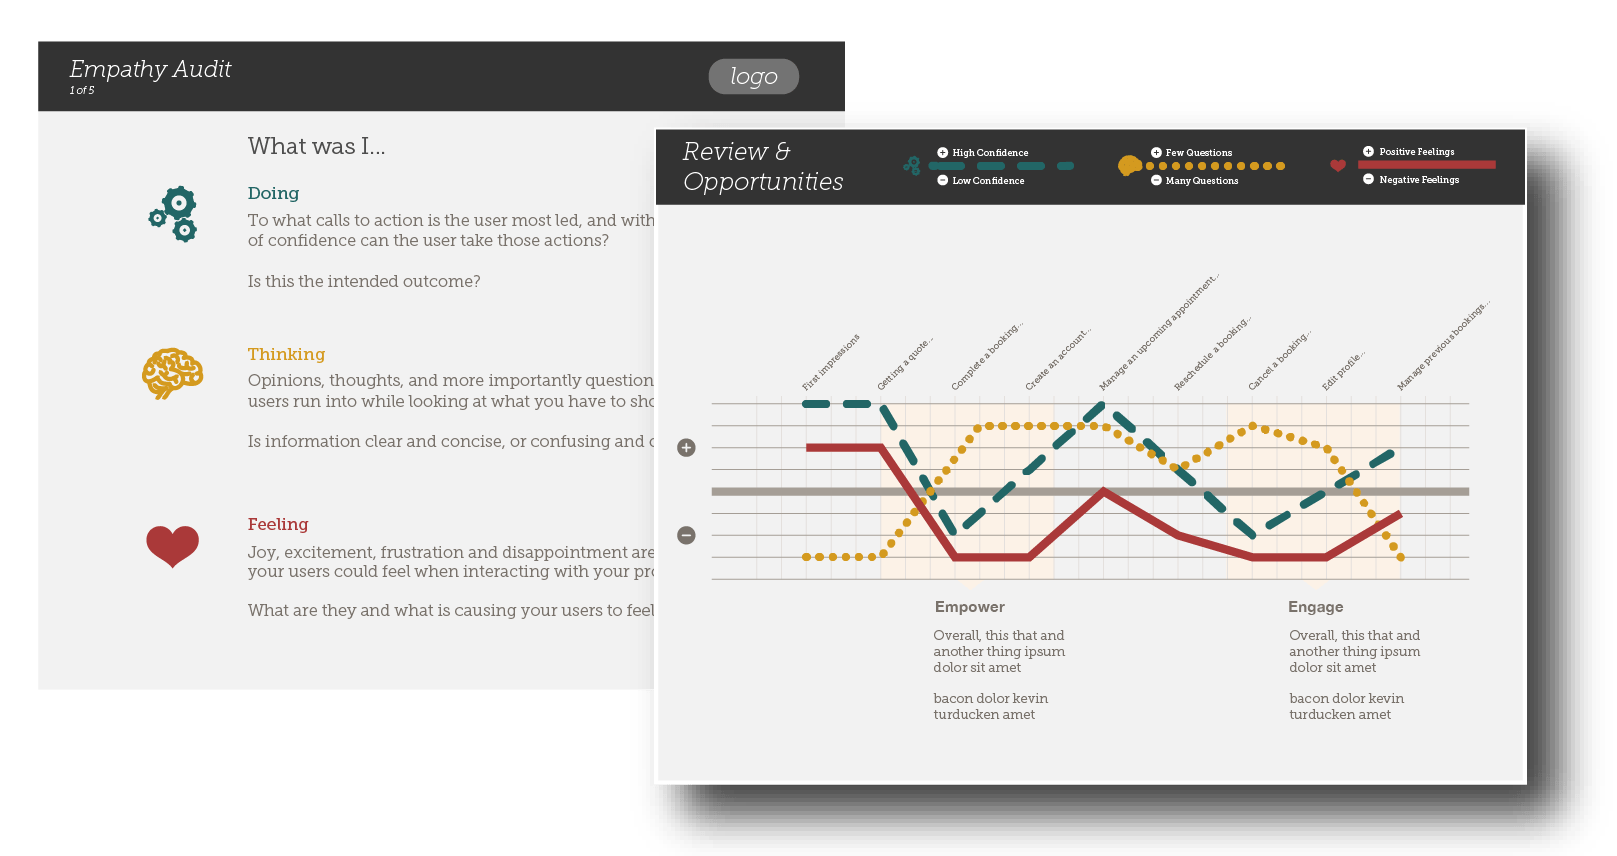 Empathy Audit
1 of 5
logo
What was I...
Doing
To what calls to action is the user most led, and with
of confidence can the user take those actions?
Is this the intended outcome?
Thinking
Opinions, thoughts, and more importantly question
users run into while looking at what you have to
Is information clear and concise, or confusing and
Feeling
Joy, excitement, frustration and disappointment are
your users could feel when interacting with your
What are they and what is causing your users to feel
Review &
Opportunities
High Confidence
Low Confidence
Few Questions
Many Questions
Positive Feelings
Negative Feelings
First impressions
Getting a quote...
Complete a booking...
Create an account...
Manage an upcoming appointment...
Reschedule a booking...
Cancel a booking...
Edit profile...
Manage previous bookings...
Empower
Overall, this that and
another thing ipsum
dolor sit amet
bacon dolor kevin
turducken amet
Engage
Overall, this that and
another thing ipsum
dolor sit amet
bacon dolor kevin
turducken amet